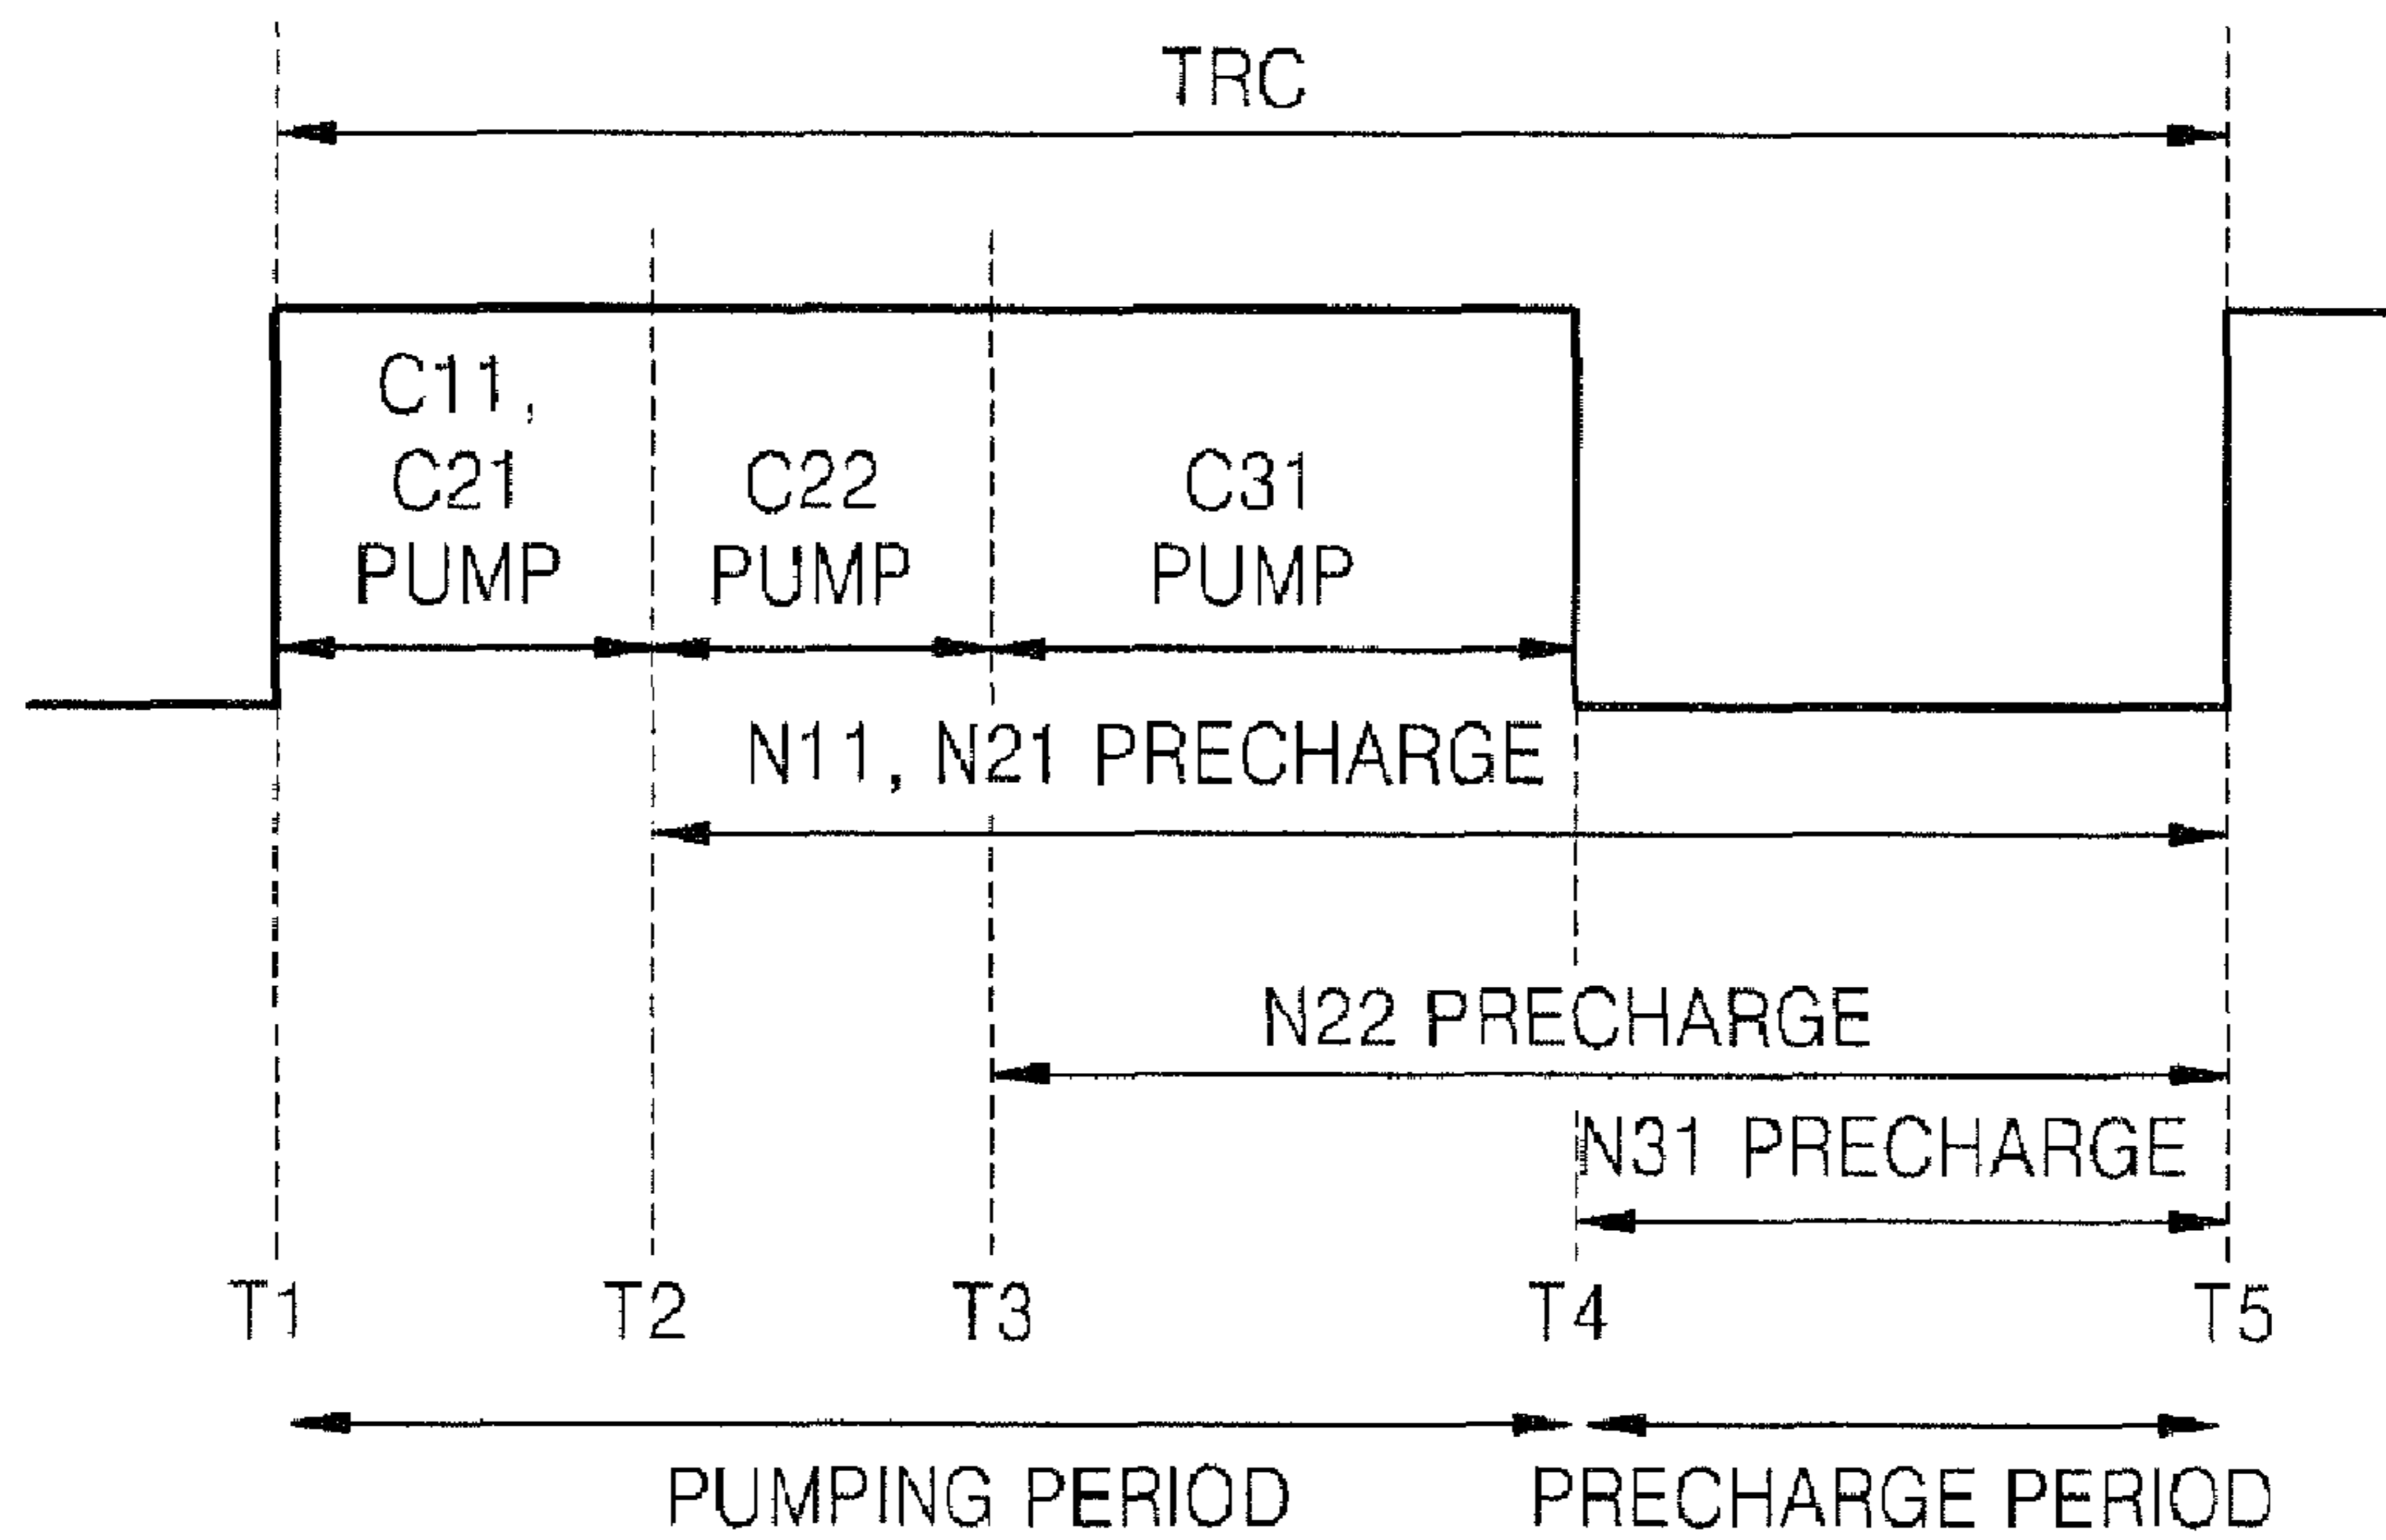 TRC
C11,
C21
PUMP
C22
PUMP
C31
PUMP
N11, N21 PRECHARGE
N22 PRECHARGE
N31 PRECHARGE
T1 T2 T3 T4 T5
PUMPING PERIOD PRECHARGE PERIOD